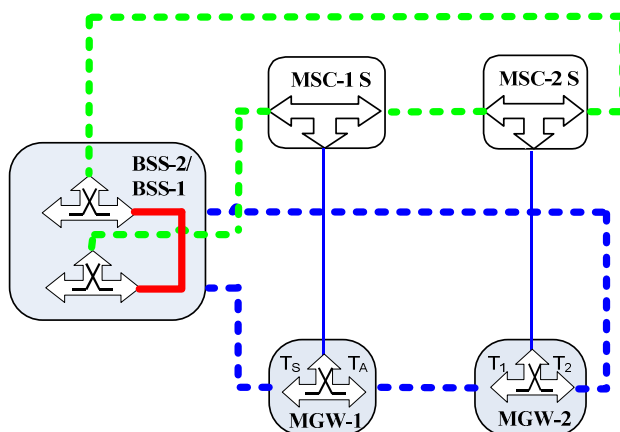 MSC-1 S
MSC-2 S
BSS-2/
BSS-1
TS TA
MGW-1
T1 T2
MGW-2